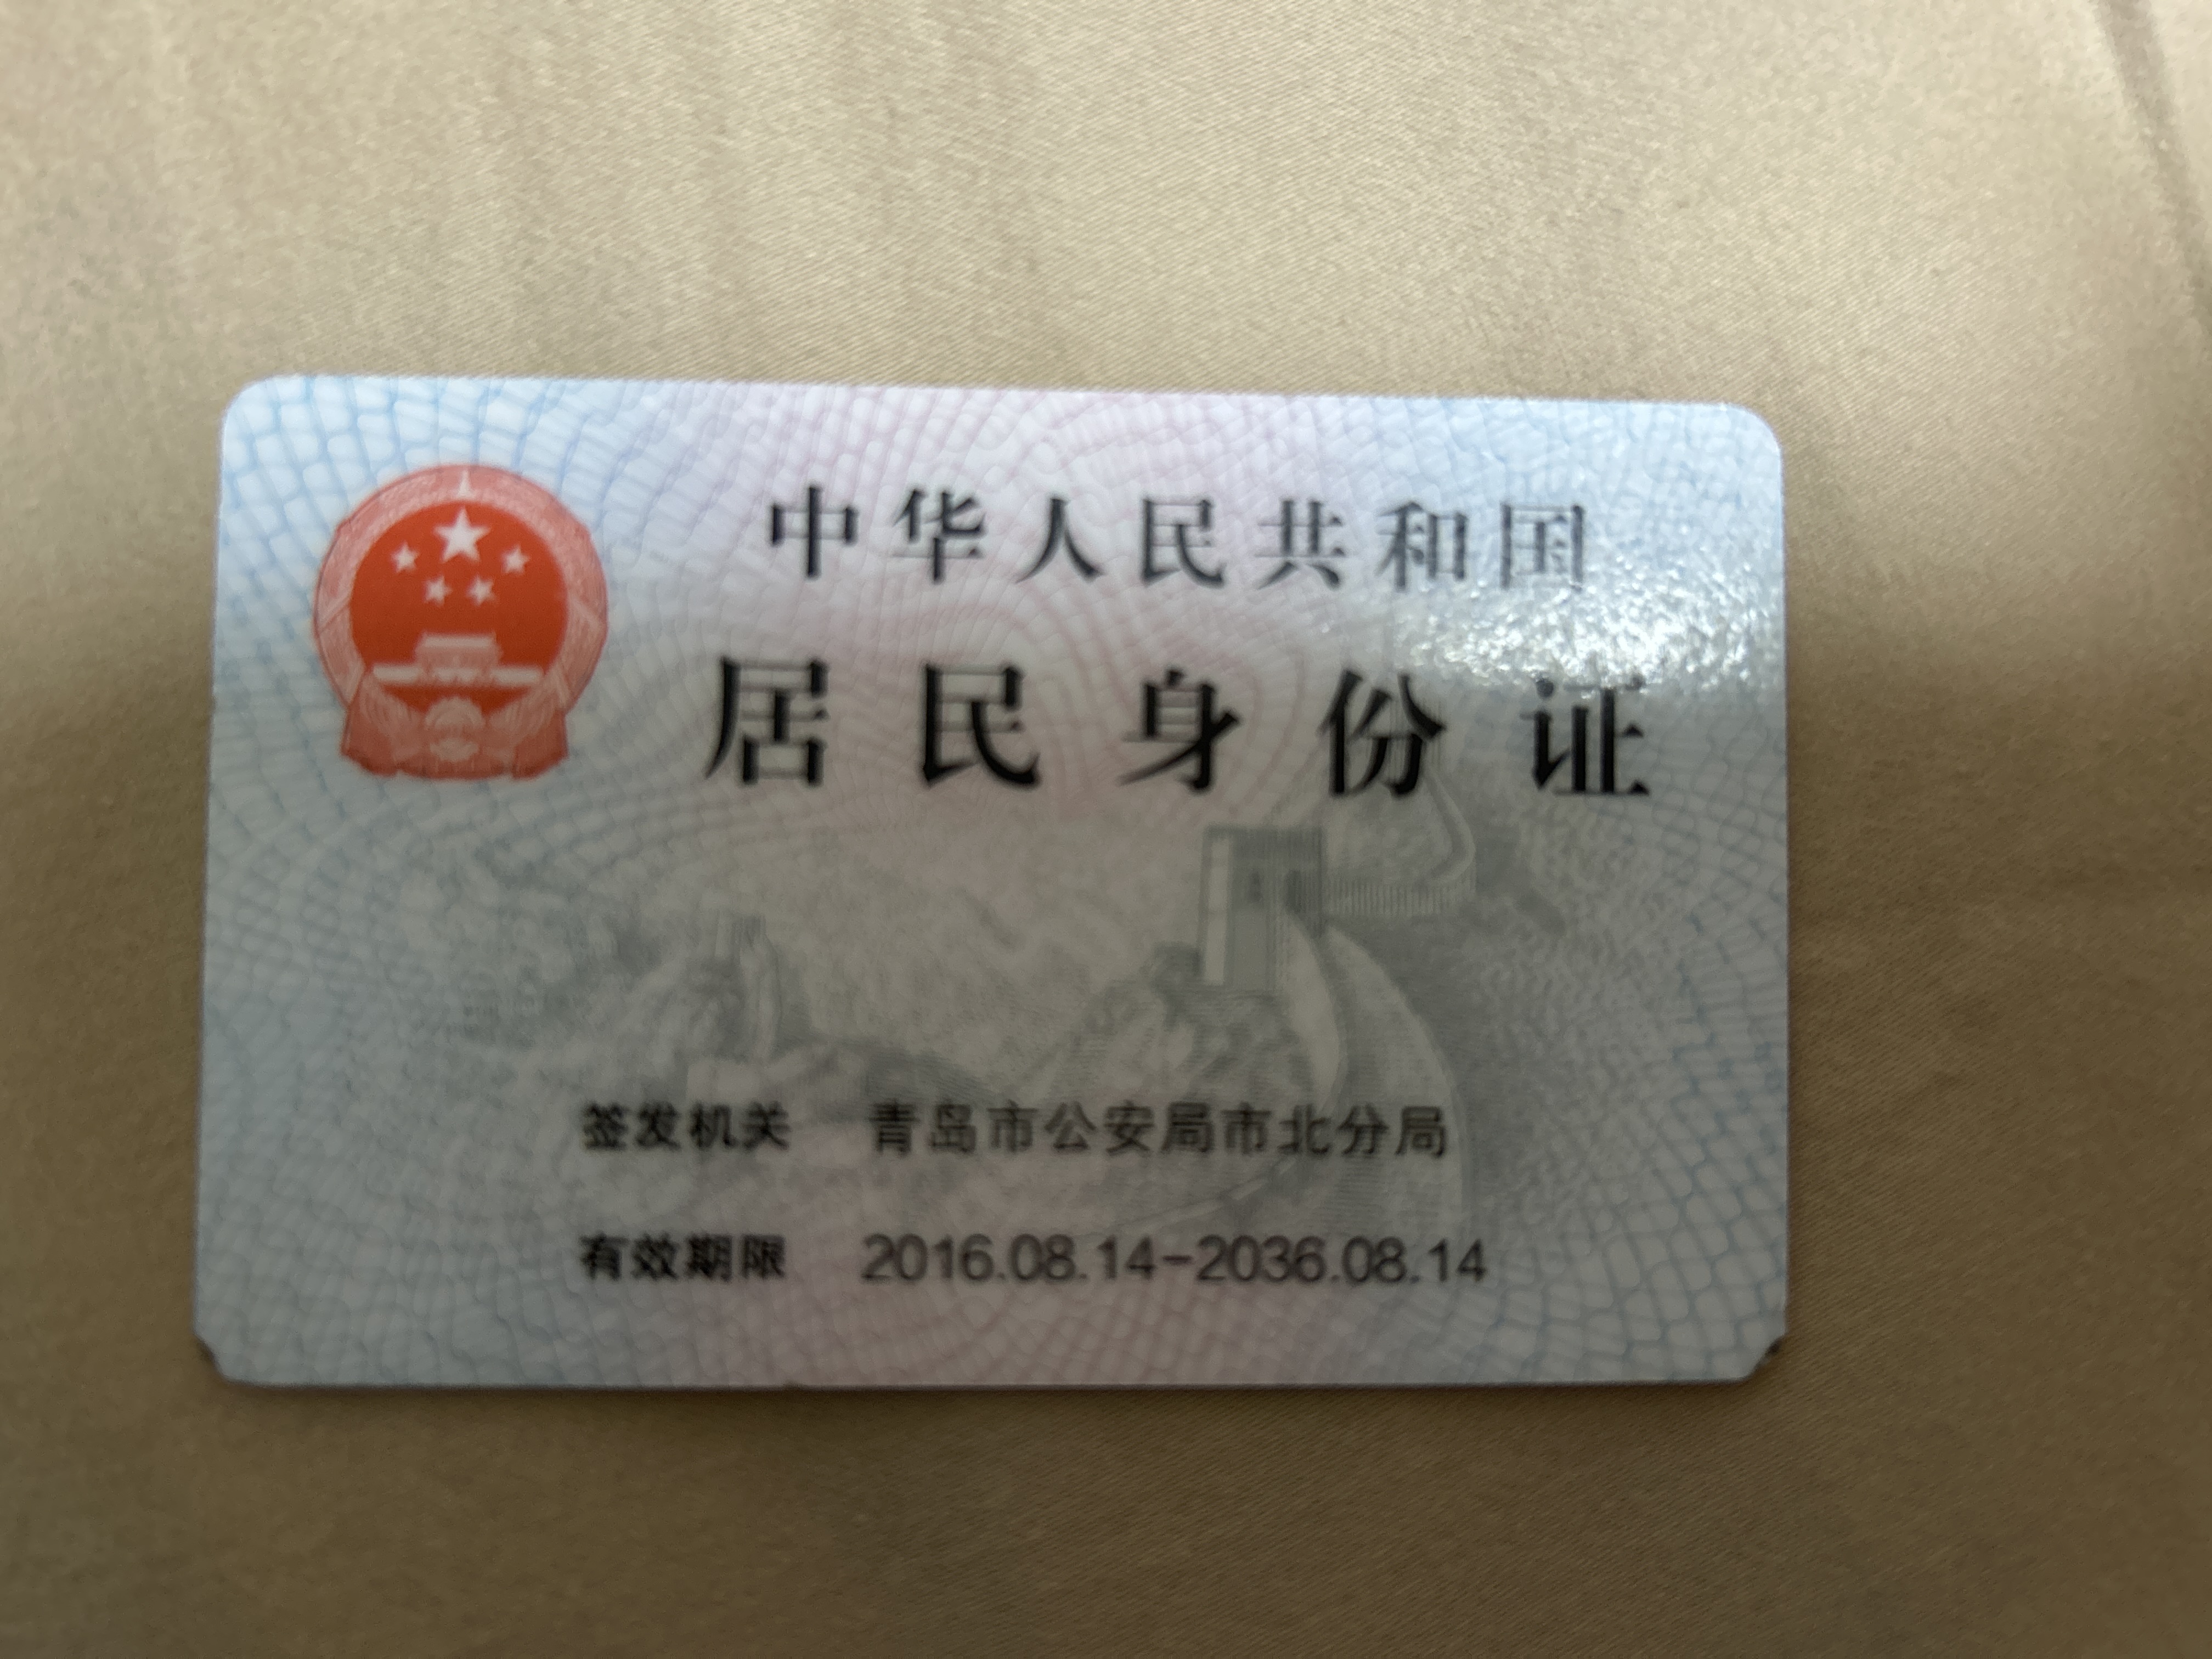 中华人民共和国
居民身份证
签发机关 青岛市公安局市北分局
有效期限 2016.08.14-2036.08.14